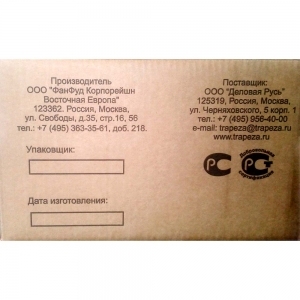 Производитель
ООО "ФанФуд Корпорейшн
Восточная Европа"
123362. Россия, Москва,
ул. Свободы, д.35, стр.16, 56
тел.: +7 (495) 363-35-61, доб. 218.
Поставщик:
ООО "Деловая Русь"
125319, Россия, Москва,
ул. Черняховского, 5 корп. 1
тел.: +7 (495) 956-40-00
e-mail: trapeza@trapeza.ru
www.trapeza.ru
Упаковщик:
Дата изготовления:
Добровольная
сертификация